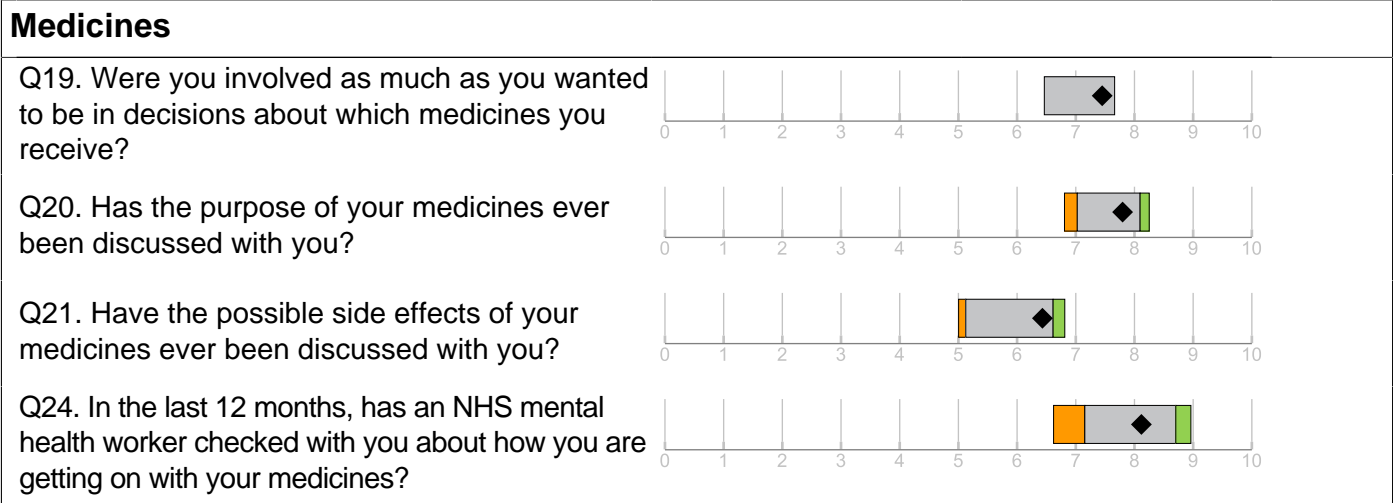 Medicines
Q19. Were you involved as much as you wanted
to be in decisions about which medicines you
receive?
0 1 2 3 4 5 6 7 8 9 10
Q20. Has the purpose of your medicines ever
been discussed with you?
0 1 2 3 4 5 6 7 8 9 10
Q21. Have the possible side effects of your
medicines ever been discussed with you?
0 1 2 3 4 5 6 7 8 9 10
Q24. In the last 12 months, has an NHS mental
health worker checked with you about how you are
getting on with your medicines?
0 1 2 3 4 5 6 7 8 9 10